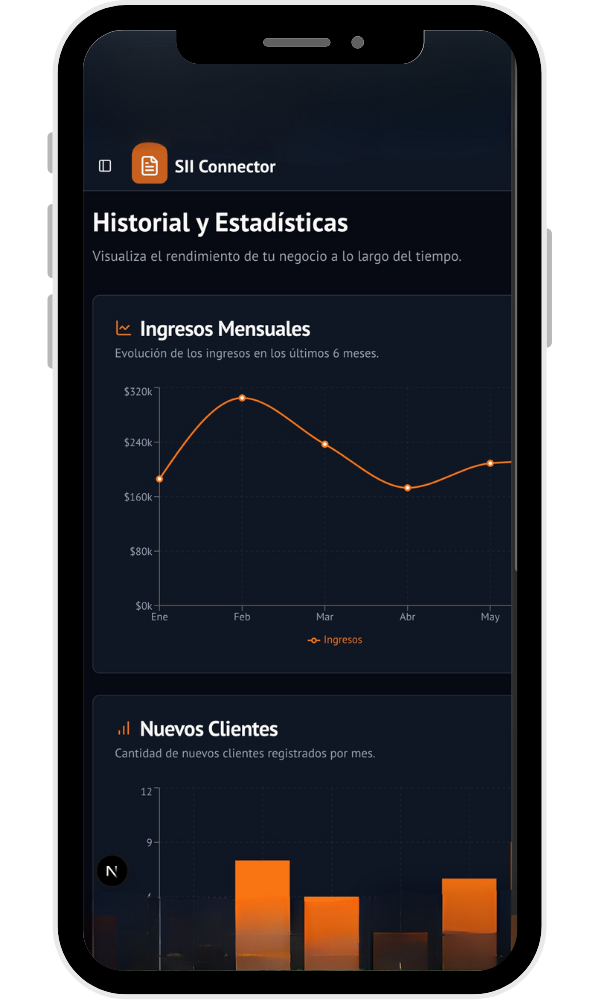 SII Connector
Historial y Estadísticas
Visualiza el rendimiento de tu negocio a lo largo del tiempo.
Ingresos Mensuales
Evolución de los ingresos en los últimos 6 meses.
$320k
$240k
$160k
$80k
$0k
Ene Feb Mar Abr May
Ingresos
Nuevos Clientes
Cantidad de nuevos clientes registrados por mes.
12
9
N